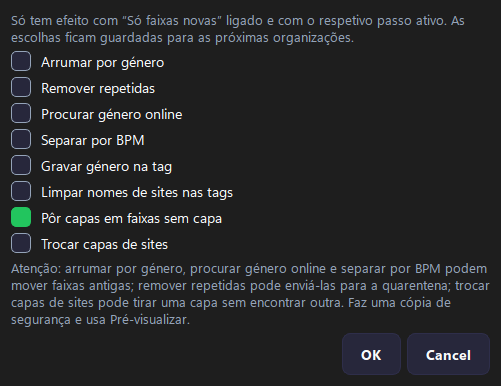 Só tem efeito com “Só faixas novas” ligado e com o respetivo passo ativo. As
escolhas ficam guardadas para as próximas organizações.
Arrumar por género
Remover repetidas
Procurar género online
Separar por BPM
Gravar género na tag
Limpar nomes de sites nas tags
Pôr capas em faixas sem capa
Trocar capas de sites
Atenção: arrumar por género, procurar género online e separar por BPM podem
mover faixas antigas; remover repetidas pode enviá-las para a quarentena; trocar
capas de sites pode tirar uma capa sem encontrar outra. Faz uma cópia de
segurança e usa Pré-visualizar.
OK
Cancel